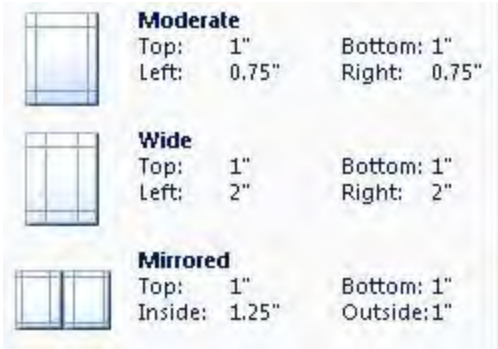 Moderate
Top: 1" Bottom: 1"
Left: 0.75" Right: 0.75"
Wide
Top: 1" Bottom: 1"
Left: 2" Right: 2"
Mirrored
Top: 1" Bottom: 1"
Inside: 1.25" Outside: 1"